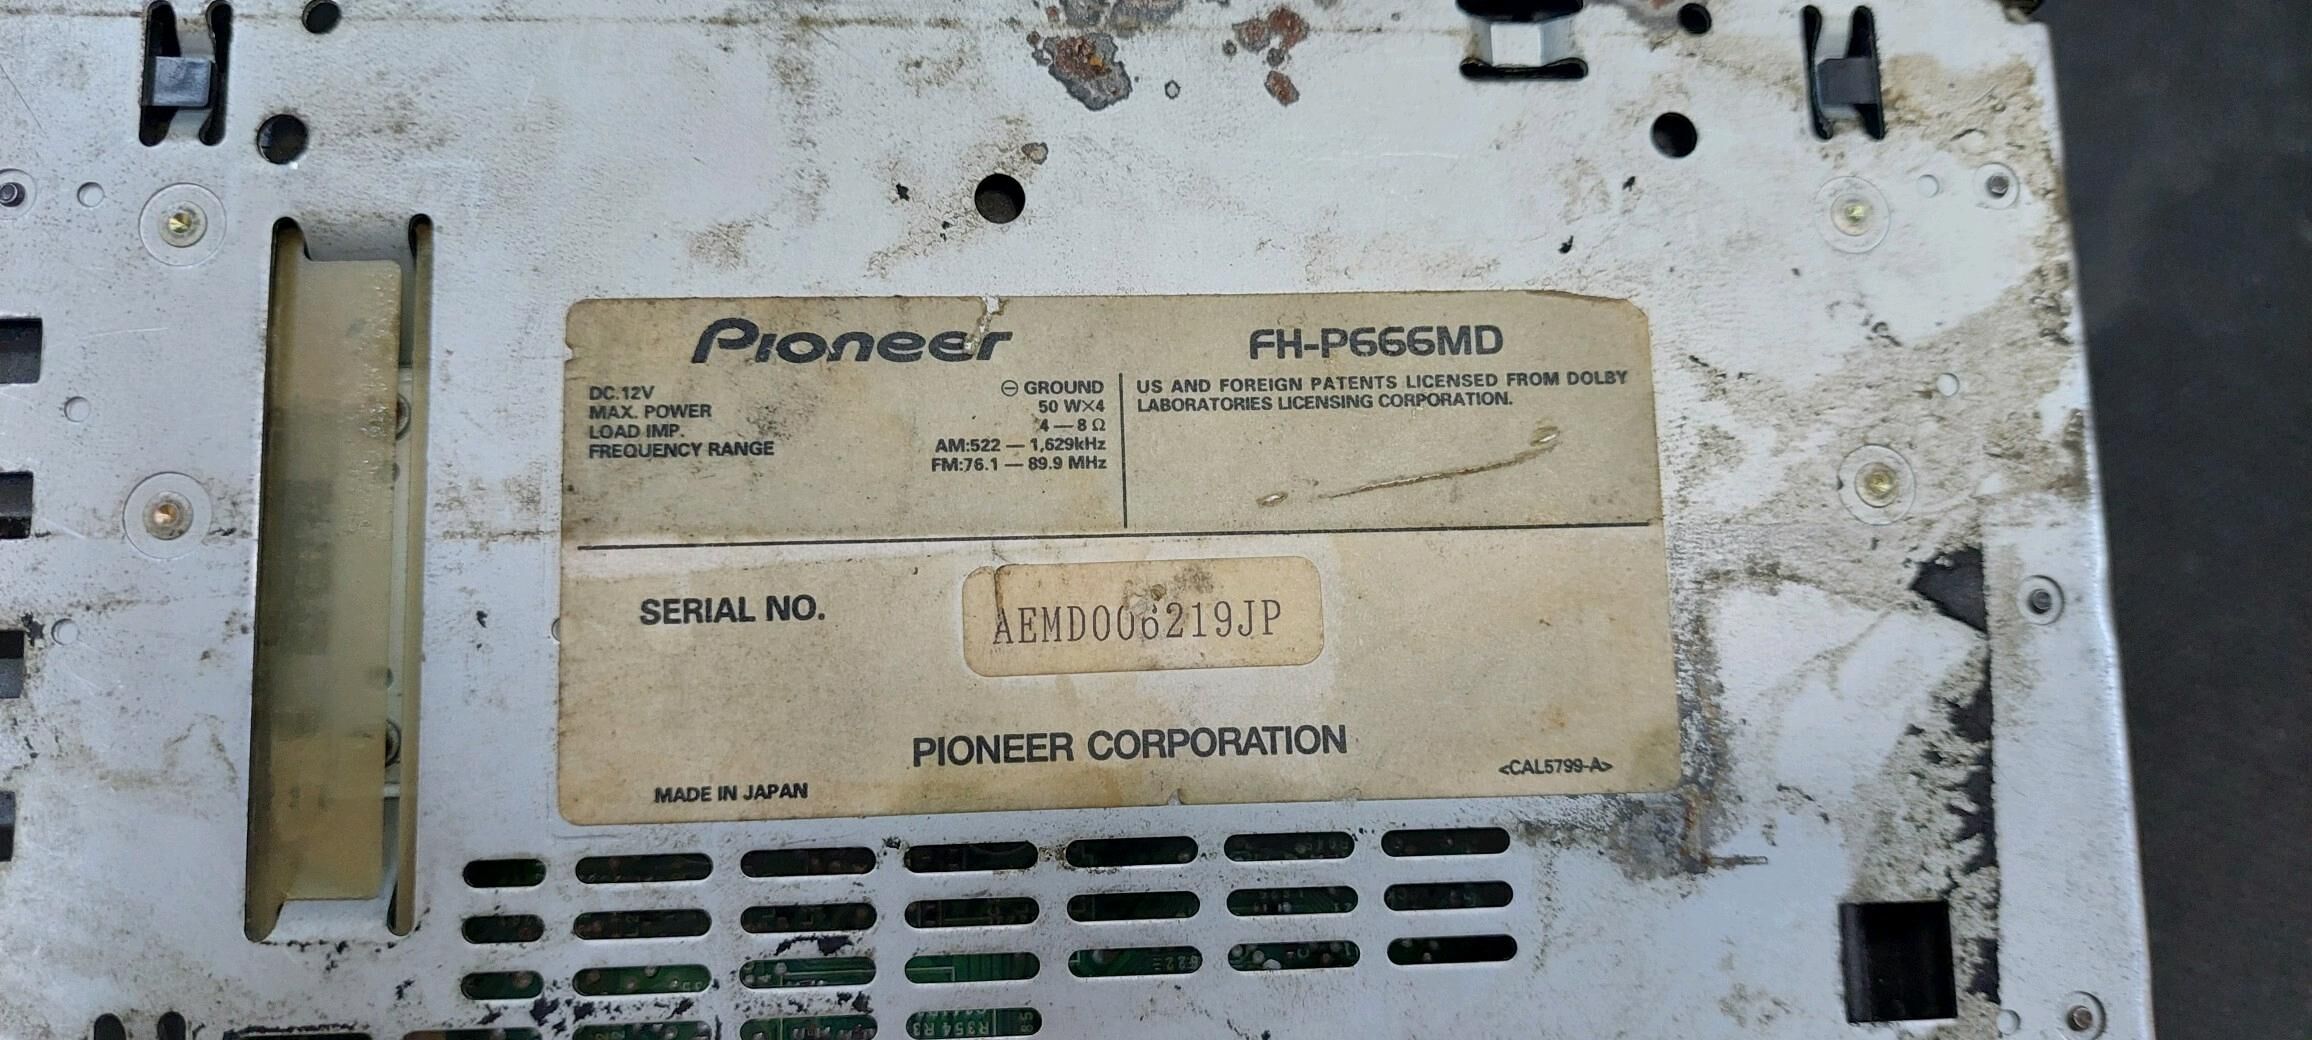 Pioneer
FH-P666MD
DC.12V ⊖ GROUND
MAX. POWER 50 W×4
LOAD IMP. 4 — 8 Ω
FREQUENCY RANGE AM:522 — 1,629kHz
FM:76.1 — 89.9 MHz
US AND FOREIGN PATENTS LICENSED FROM DOLBY
LABORATORIES LICENSING CORPORATION.
SERIAL NO. AEMD006219JP
PIONEER CORPORATION
MADE IN JAPAN
<CAL5799-A>